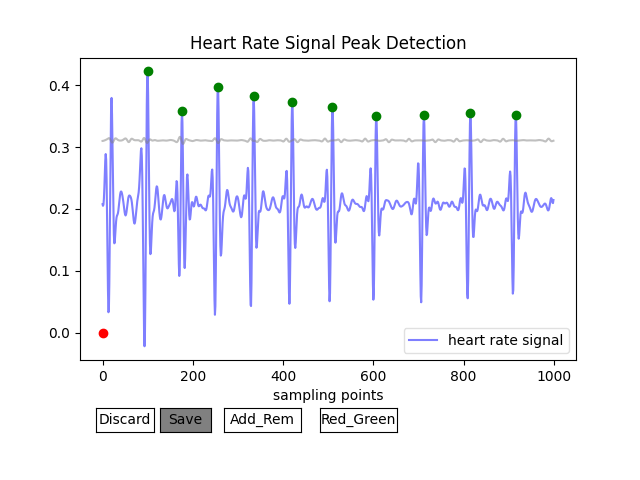 Heart Rate Signal Peak Detection
0.4
0.3
0.2
0.1
0.0
heart rate signal
0 200 400 600 800 1000
sampling points
Discard Save Add_Rem Red_Green